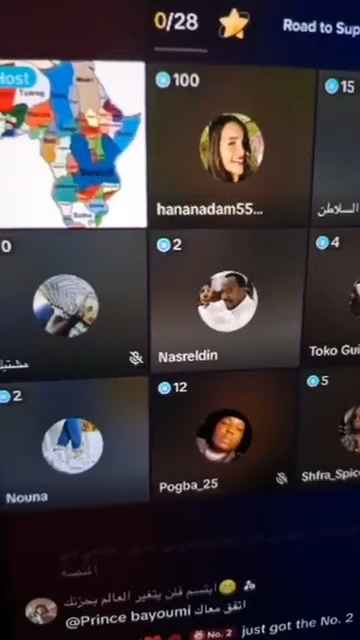 0/28
Road to Sup
Host
100
15
hananadam55...
السلاطن
0
2
4
Nasreldin
Toko Gui
2
12
5
Nouna
Pogba_25
Shfra_Spic
ابتسم فلن يتغير العالم بحزنك
@Prince bayoumi اتفق معاك
No. 2 just got the No. 2